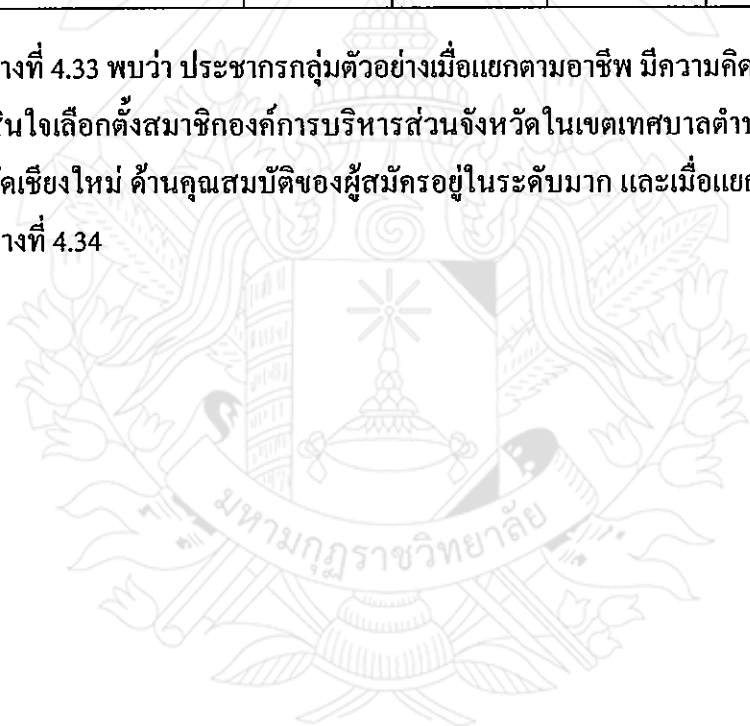 างที่ 4.33 พบว่า ประชากรกลุ่มตัวอย่างเมื่อแยกตามอาชีพ มีความคิด
นใจเลือกตั้งสมาชิกองค์การบริหารส่วนจังหวัดในเขตเทศบาลตำบ
ดเชียงใหม่ ด้านคุณสมบัติของผู้สมัครอยู่ในระดับมาก และเมื่อแยก
างที่ 4.34
มหามกุฏราชวิทยาลัย